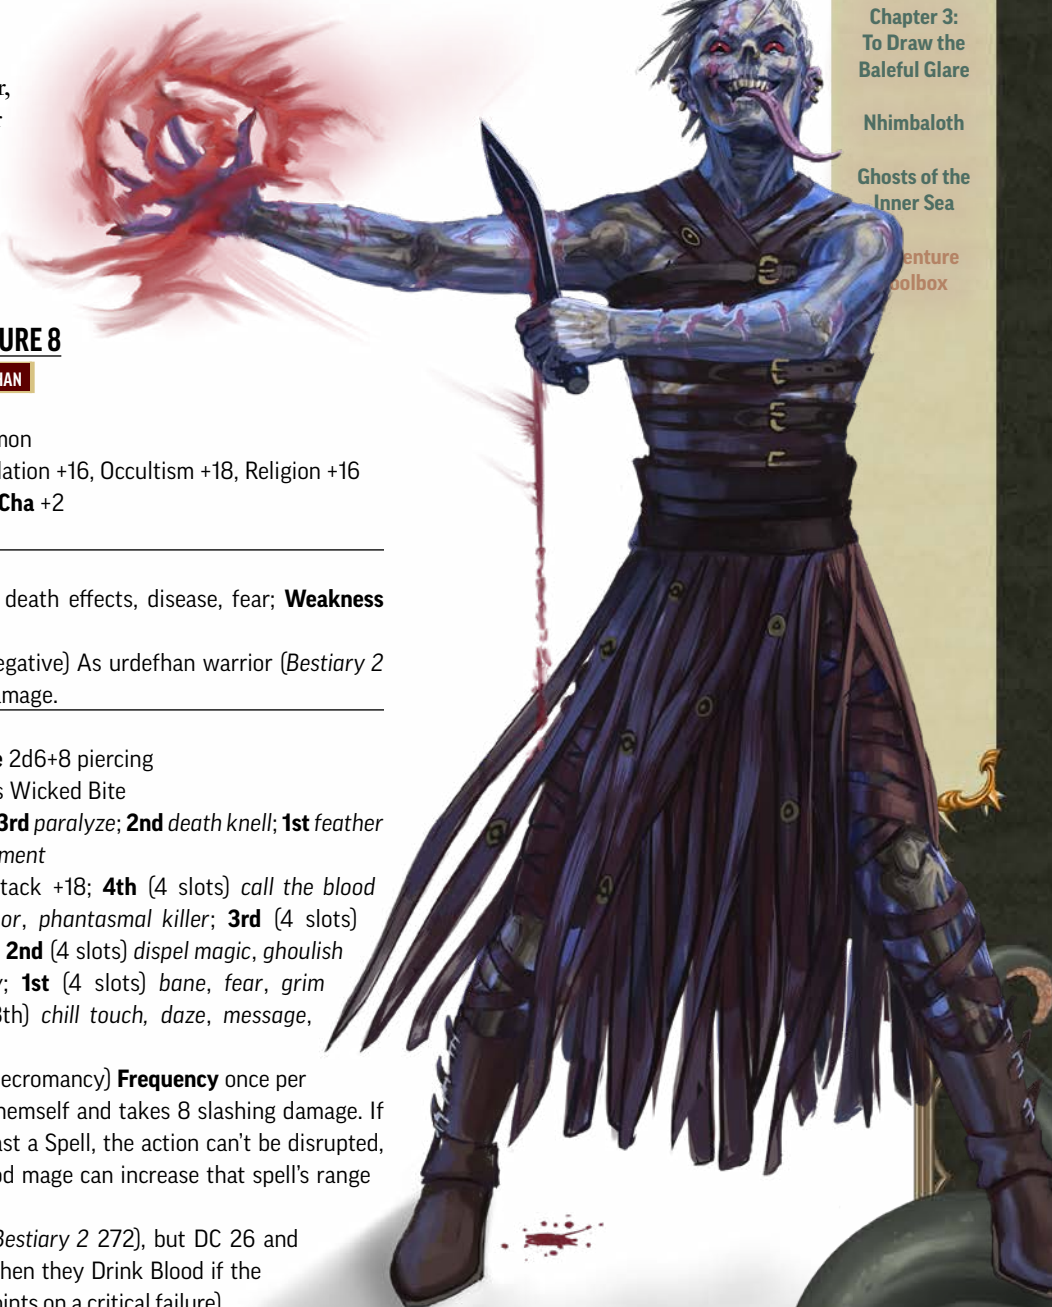 URE 8
IAN
mon
lation +16, Occultism +18, Religion +16
Cha +2
death effects, disease, fear; Weakness
egative) As urdefhan warrior (Bestiary 2
amage.
e 2d6+8 piercing
s Wicked Bite
3rd paralyze; 2nd death knell; 1st feather
ment
tack +18; 4th (4 slots) call the blood
or, phantasmal killer; 3rd (4 slots)
2nd (4 slots) dispel magic, ghoulish
y; 1st (4 slots) bane, fear, grim
8th) chill touch, daze, message,
ecromancy) Frequency once per
hemself and takes 8 slashing damage. If
ast a Spell, the action can't be disrupted,
od mage can increase that spell's range
Bestiary 2 272), but DC 26 and
hen they Drink Blood if the
ints on a critical failure)
Chapter 3:
To Draw the
Baleful Glare
Nhimbaloth
Ghosts of the
Inner Sea
enture
olbox